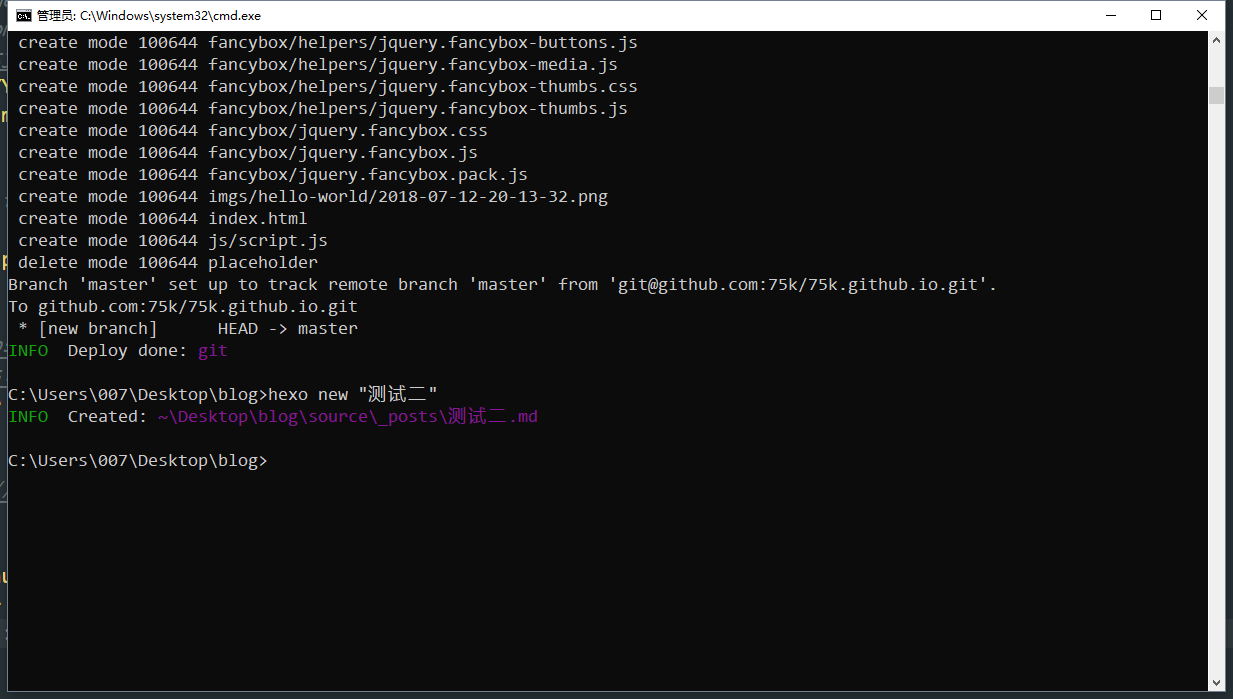 管理员: C:\Windows\system32\cmd.exe
create mode 100644 fancybox/helpers/jquery.fancybox-buttons.js
create mode 100644 fancybox/helpers/jquery.fancybox-media.js
create mode 100644 fancybox/helpers/jquery.fancybox-thumbs.css
create mode 100644 fancybox/helpers/jquery.fancybox-thumbs.js
create mode 100644 fancybox/jquery.fancybox.css
create mode 100644 fancybox/jquery.fancybox.js
create mode 100644 fancybox/jquery.fancybox.pack.js
create mode 100644 imgs/hello-world/2018-07-12-20-13-32.png
create mode 100644 index.html
create mode 100644 js/script.js
delete mode 100644 placeholder
Branch 'master' set up to track remote branch 'master' from 'git@github.com:75k/75k.github.io.git'.
To github.com:75k/75k.github.io.git
* [new branch]      HEAD -> master
INFO  Deploy done: git
C:\Users\007\Desktop\blog>hexo new "测试二"
INFO  Created: ~\Desktop\blog\source\_posts\测试二.md
C:\Users\007\Desktop\blog>